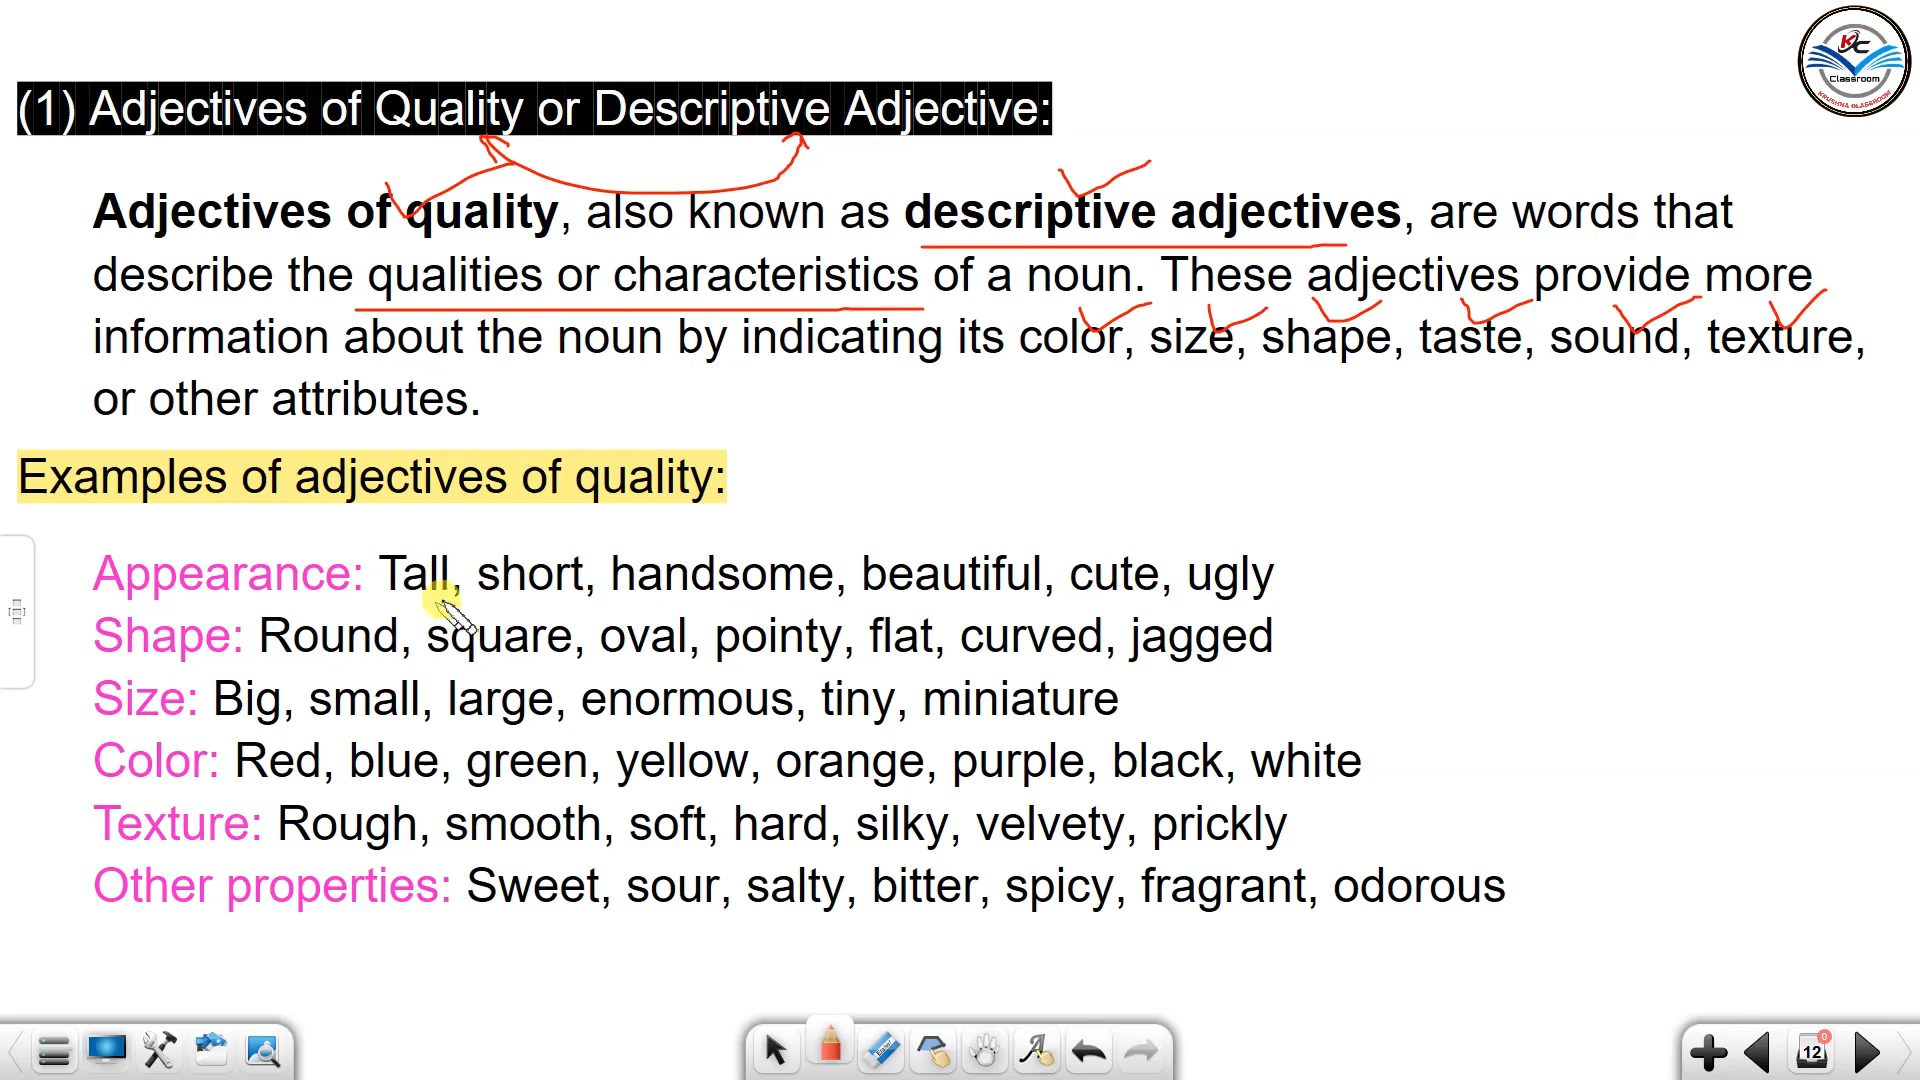 KC
Classroom
KRUSHNA CLASSROOM
(1) Adjectives of Quality or Descriptive Adjective:
Adjectives of quality, also known as descriptive adjectives, are words that
describe the qualities or characteristics of a noun. These adjectives provide more
information about the noun by indicating its color, size, shape, taste, sound, texture,
or other attributes.
Examples of adjectives of quality:
Appearance: Tall, short, handsome, beautiful, cute, ugly
Shape: Round, square, oval, pointy, flat, curved, jagged
Size: Big, small, large, enormous, tiny, miniature
Color: Red, blue, green, yellow, orange, purple, black, white
Texture: Rough, smooth, soft, hard, silky, velvety, prickly
Other properties: Sweet, sour, salty, bitter, spicy, fragrant, odorous
Eraser
A
12
0